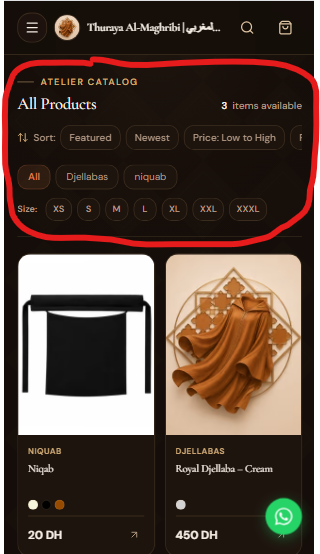 Thuraya Al-Maghribi | المغربي...
ATELIER CATALOG
All Products
3 items available
Sort: Featured Newest Price: Low to High
All Djellabas niqab
Size: XS S M L XL XXL XXXL
NIQUAB
Niqab
20 DH
DJELLABAS
Royal Djellaba – Cream
450 DH